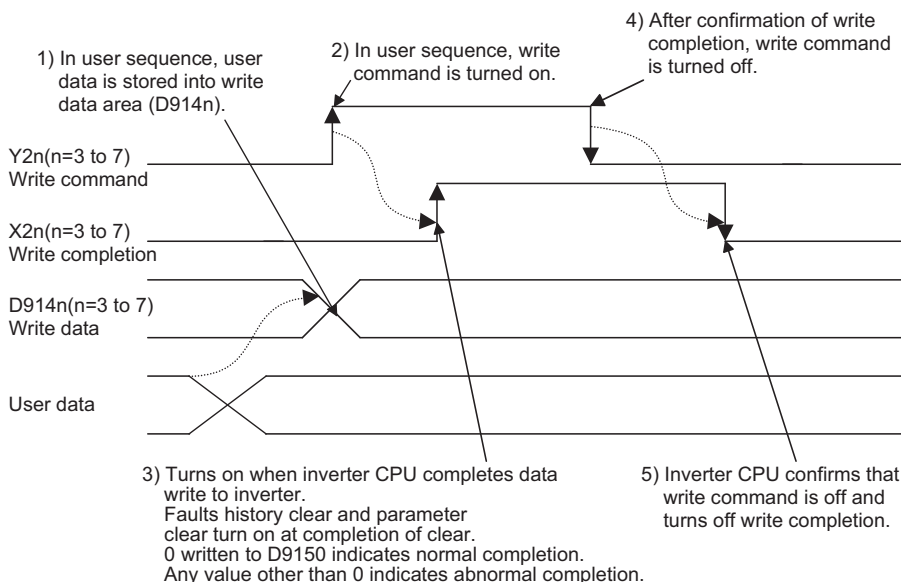 1) In user sequence, user
data is stored into write
data area (D914n).
2) In user sequence, write
command is turned on.
4) After confirmation of write
completion, write command
is turned off.
Y2n(n=3 to 7)
Write command
X2n(n=3 to 7)
Write completion
D914n(n=3 to 7)
Write data
User data
3) Turns on when inverter CPU completes data
write to inverter.
Faults history clear and parameter
clear turn on at completion of clear.
0 written to D9150 indicates normal completion.
Any value other than 0 indicates abnormal completion.
5) Inverter CPU confirms that
write command is off and
turns off write completion.